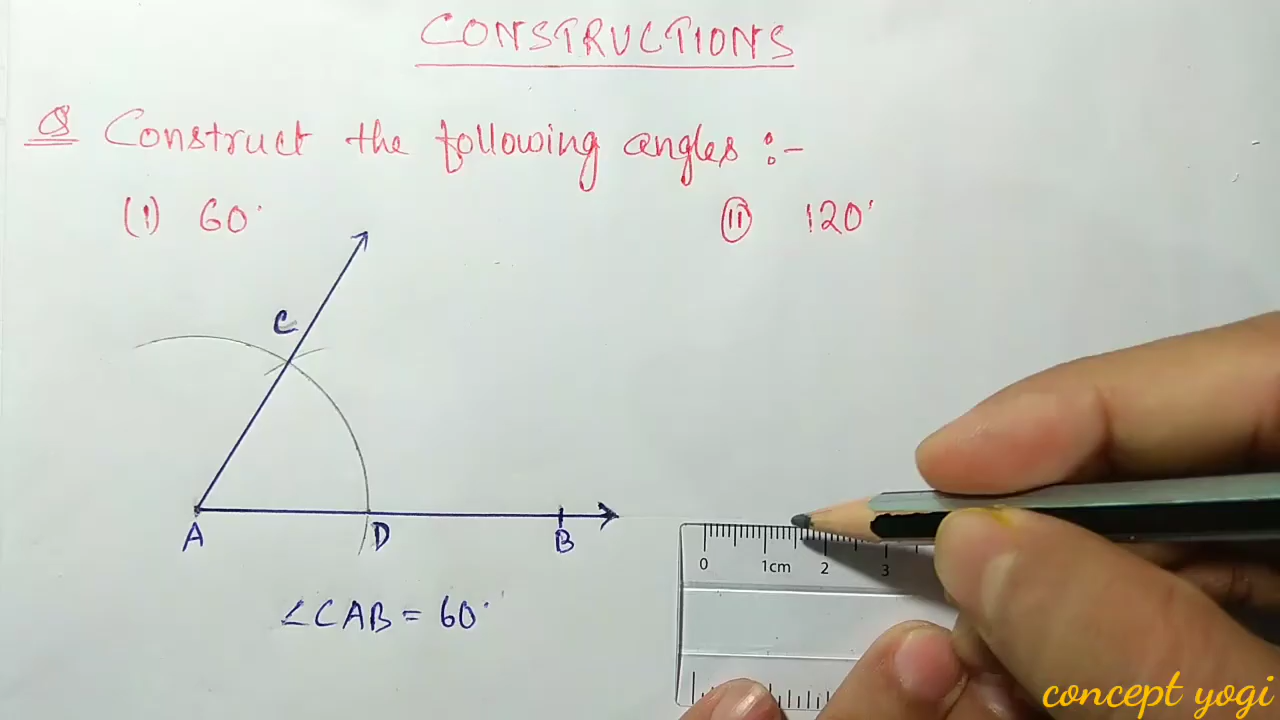 CONSTRUCTIONS
Q Construct the following angles :-
(i) 60°
(ii) 120°
C
A
D
B
0 1cm 2 3
∠CAB = 60°
concept yogi